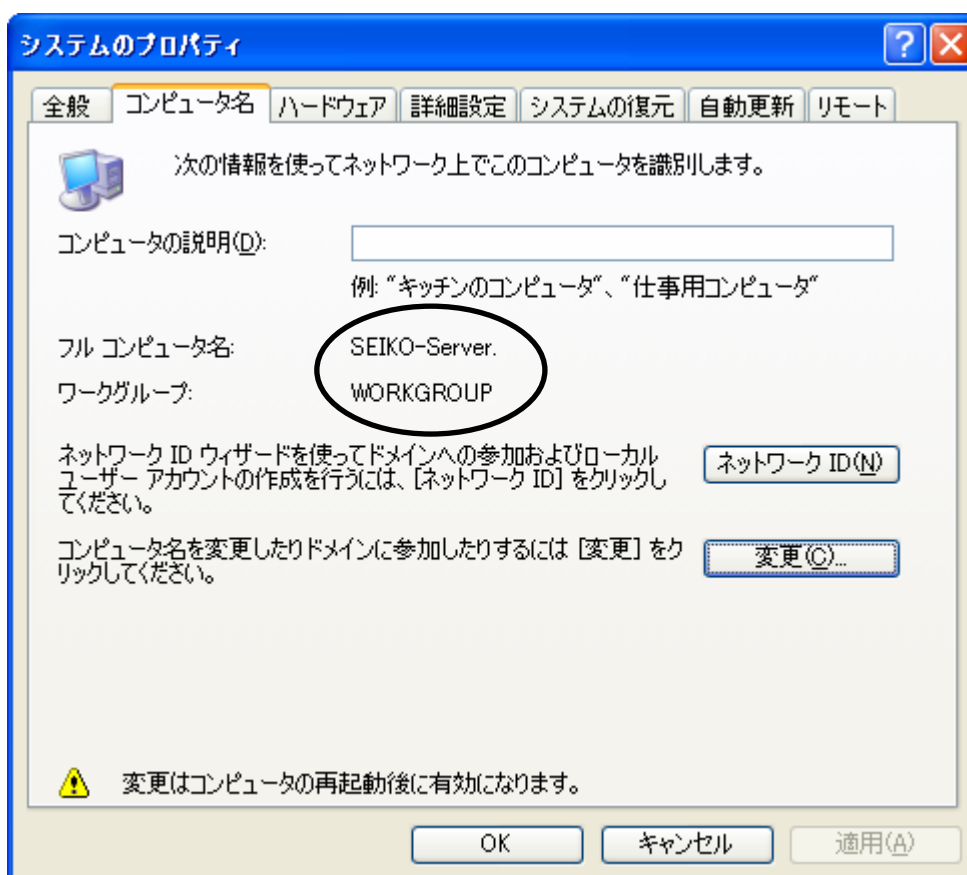 システムのプロパティ
全般 コンピュータ名 ハードウェア 詳細設定 システムの復元 自動更新 リモート
次の情報を使ってネットワーク上でこのコンピュータを識別します。
コンピュータの説明(D):
例: “キッチンのコンピュータ”、“仕事用コンピュータ”
フル コンピュータ名: SEIKO-Server.
ワークグループ: WORKGROUP
ネットワーク ID ウィザードを使ってドメインへの参加およびローカル
ユーザー アカウントの作成を行うには、[ネットワーク ID] をクリックし
てください。
ネットワーク ID(N)
コンピュータ名を変更したりドメインに参加したりするには [変更] をク
リックしてください。
変更(C)...
変更はコンピュータの再起動後に有効になります。
OK キャンセル 適用(A)